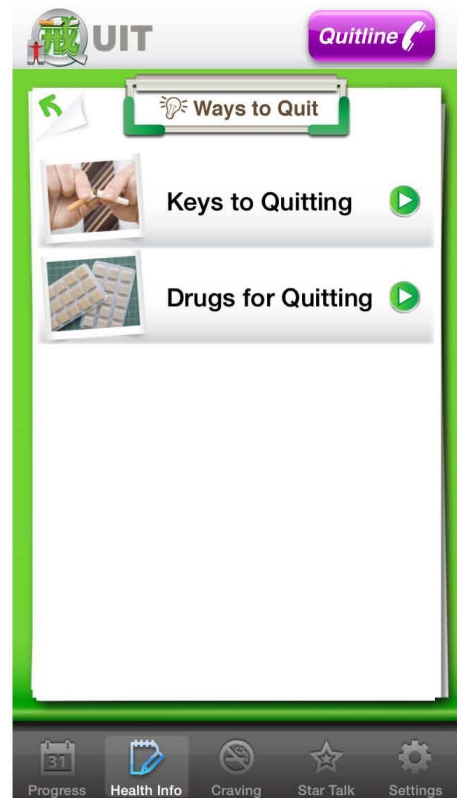 戒UIT
Quitline
Ways to Quit
Keys to Quitting
Drugs for Quitting
31
Progress
Health Info
Craving
Star Talk
Settings